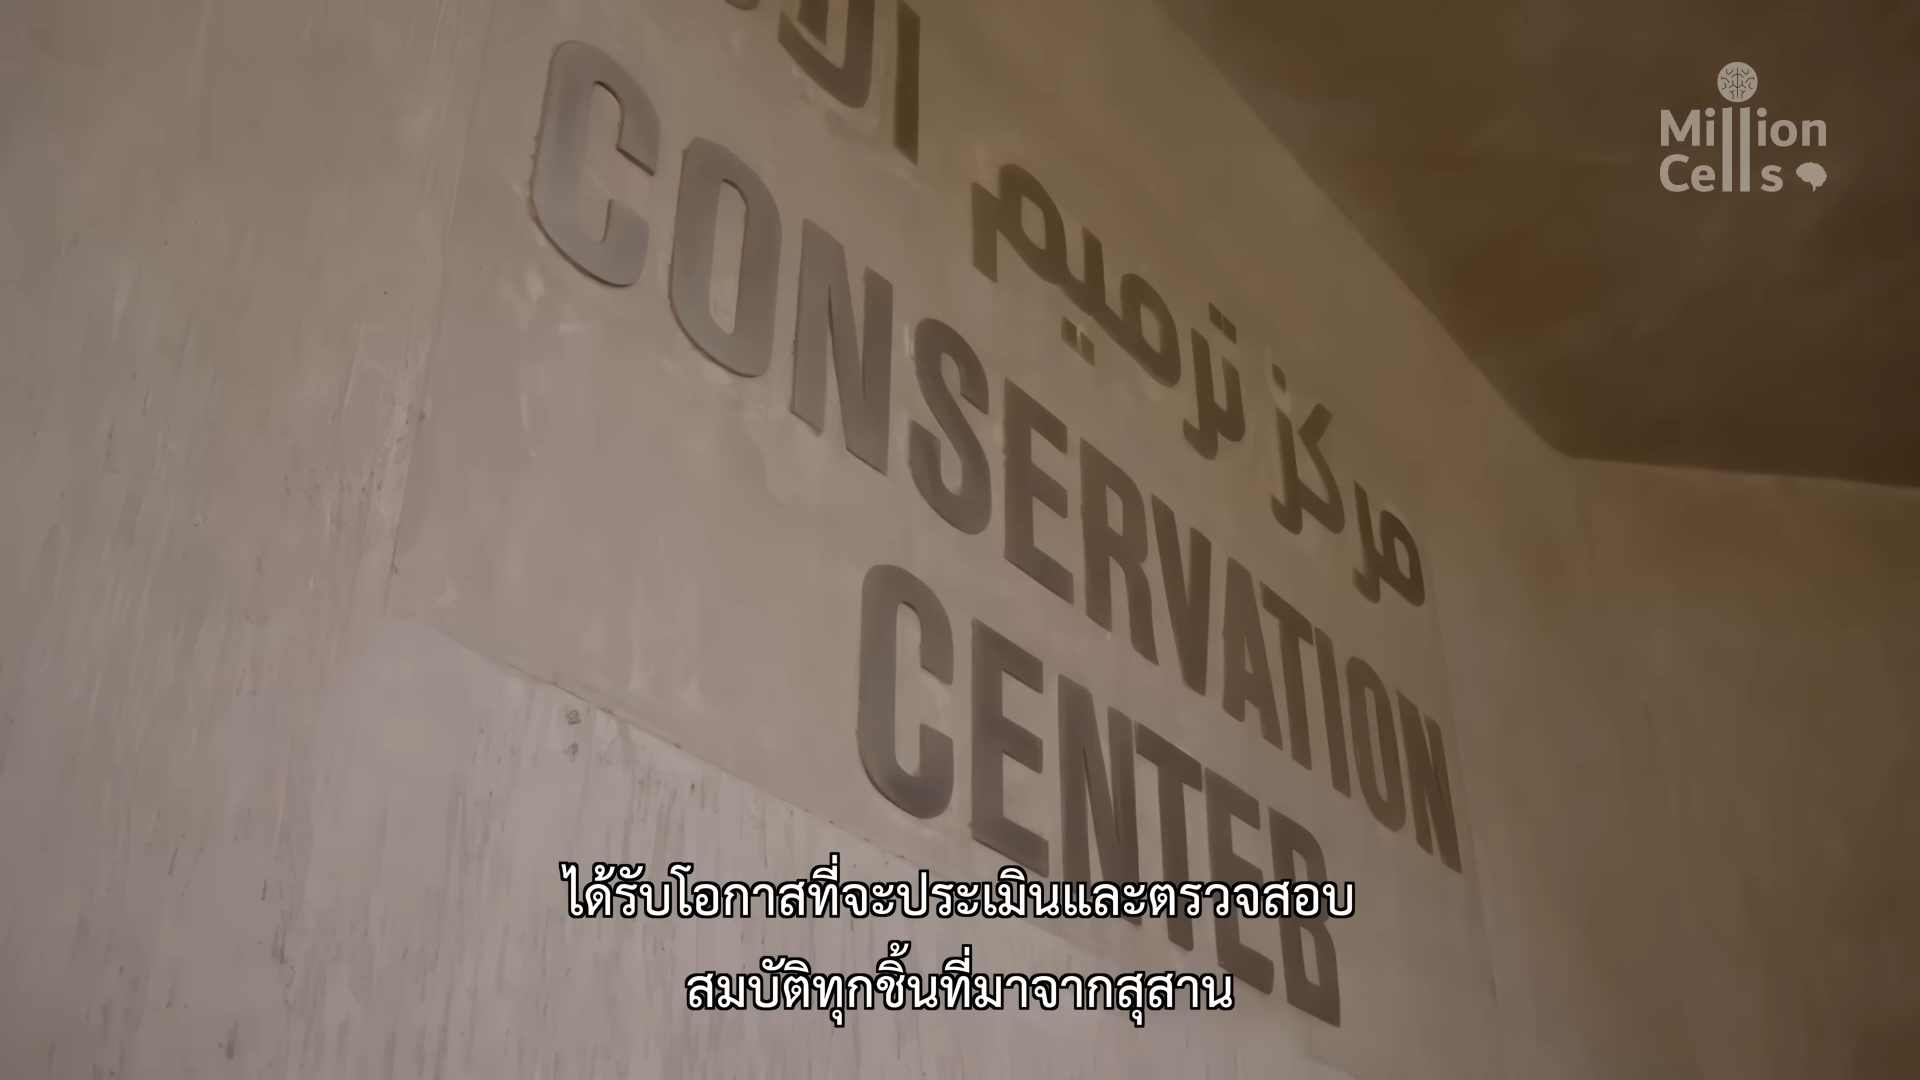 Million
Cells
مركز ترميم
CONSERVATION
CENTER
ได้รับโอกาสที่จะประเมินและตรวจสอบ
สมบัติทุกชิ้นที่มาจากสุสาน